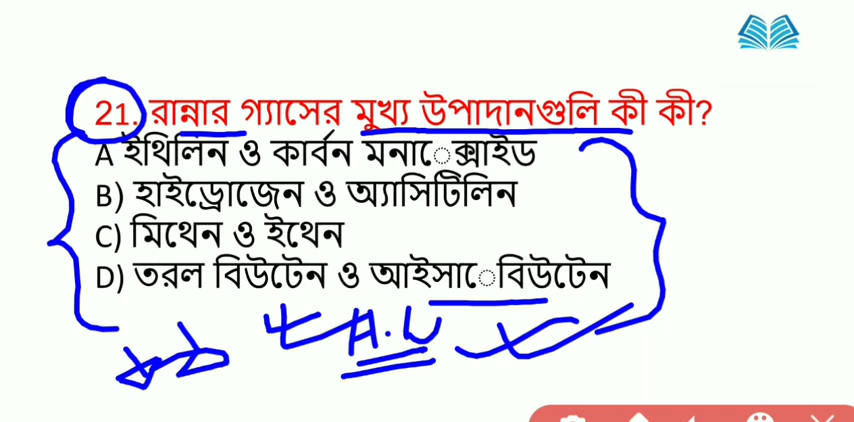 21. রান্নার গ্যাসের মুখ্য উপাদানগুলি কী কী?
A ইথিলিন ও কার্বন মনােক্সাইড
B) হাইড্রোজেন ও অ্যাসিটিলিন
C) মিথেন ও ইথেন
D) তরল বিউটেন ও আইসােবিউটেন